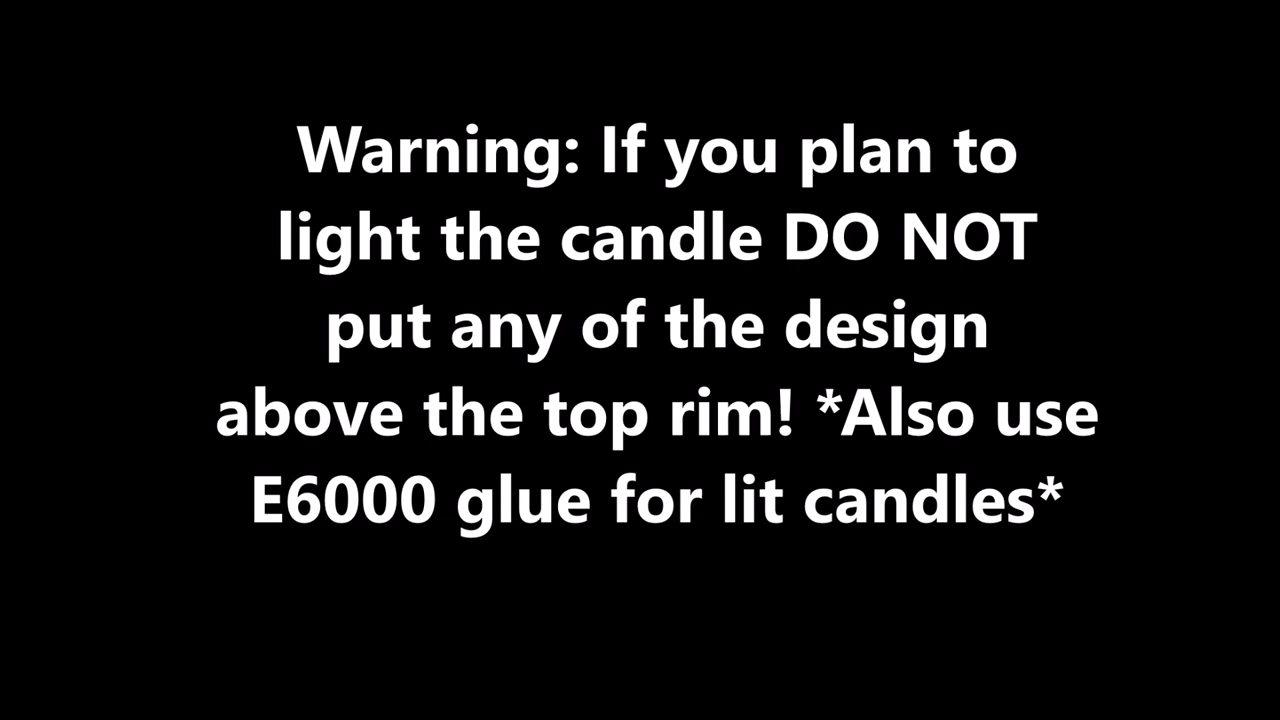 Warning: If you plan to
light the candle DO NOT
put any of the design
above the top rim! *Also use
E6000 glue for lit candles*